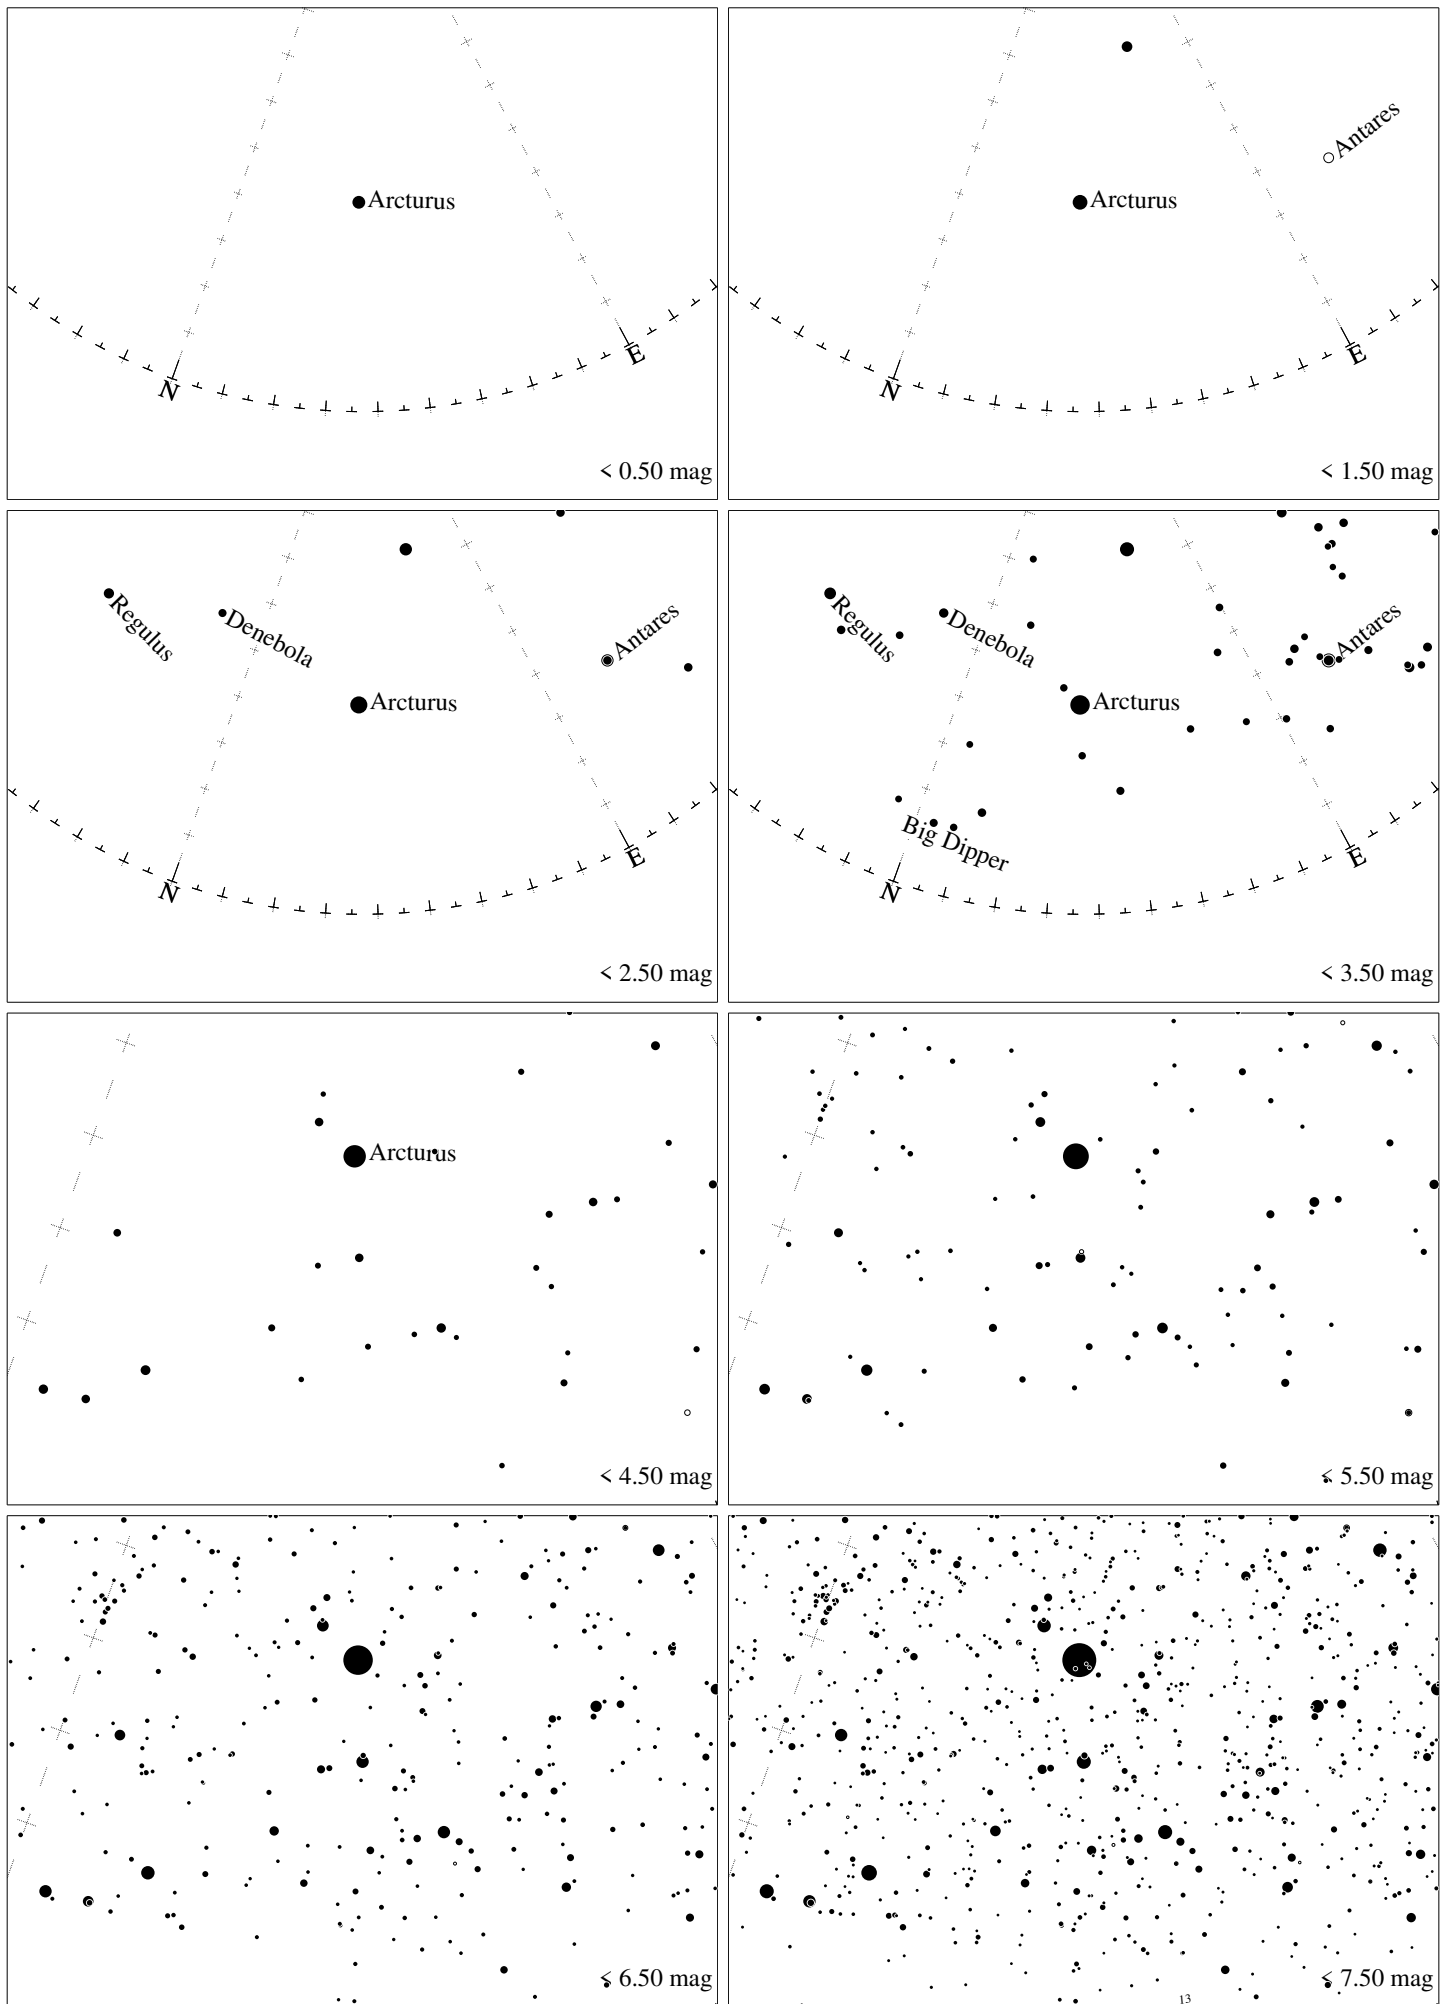 Arcturus
N
E
< 0.50 mag
Antares
Arcturus
N
E
< 1.50 mag
Regulus
Denebola
Antares
Arcturus
N
E
< 2.50 mag
Regulus
Denebola
Antares
Arcturus
Big Dipper
N
E
< 3.50 mag
Arcturus
< 4.50 mag
< 5.50 mag
< 6.50 mag
< 7.50 mag
13